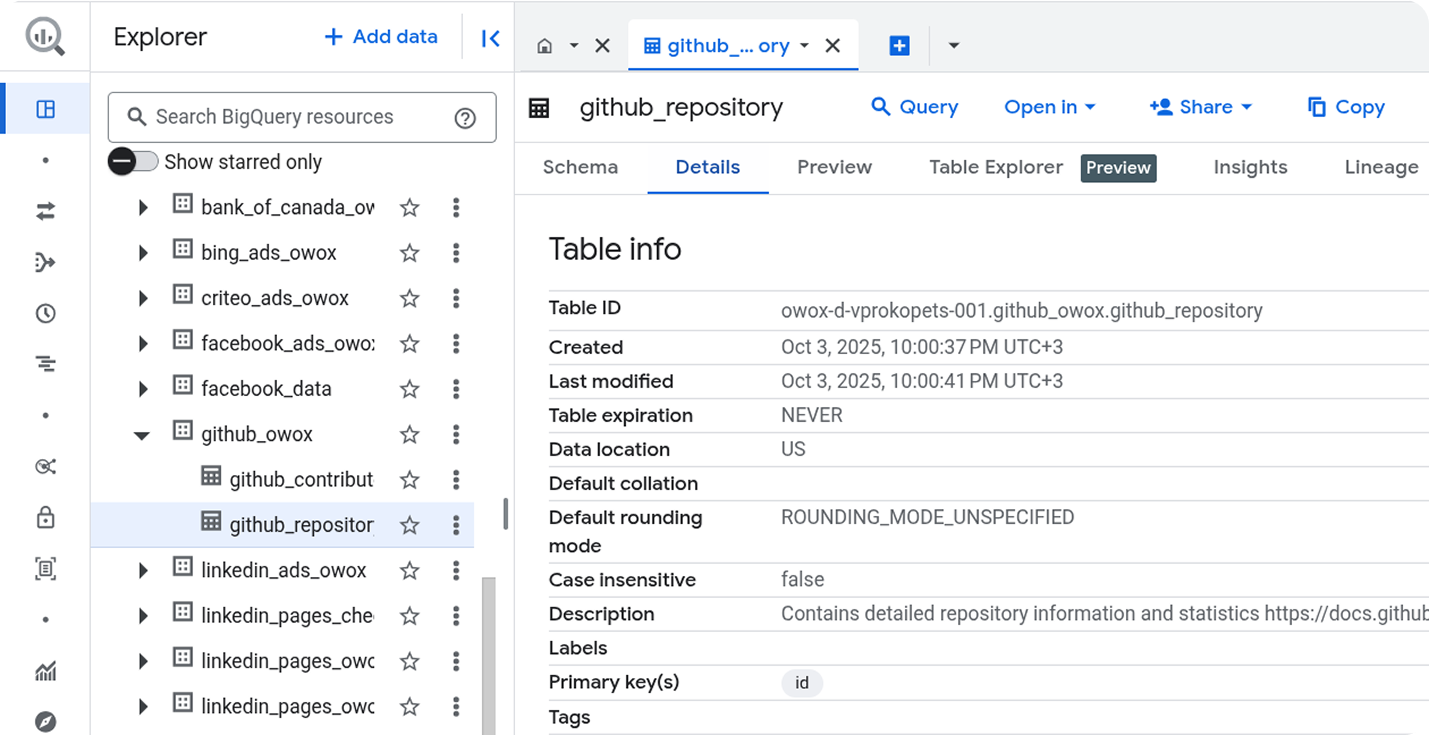 Explorer
+ Add data
github_... ory
Search BigQuery resources
Show starred only
bank_of_canada_ow
bing_ads_owox
criteo_ads_owox
facebook_ads_owox
facebook_data
github_owox
github_contribut
github_repositor
linkedin_ads_owox
linkedin_pages_che
linkedin_pages_owo
linkedin_pages_owo
github_repository
Query
Open in
Share
Copy
Schema
Details
Preview
Table Explorer
Preview
Insights
Lineage
Table info
Table ID owox-d-vprokopets-001.github_owox.github_repository
Created Oct 3, 2025, 10:00:37 PM UTC+3
Last modified Oct 3, 2025, 10:00:41 PM UTC+3
Table expiration NEVER
Data location US
Default collation
Default rounding mode ROUNDING_MODE_UNSPECIFIED
Case insensitive false
Description Contains detailed repository information and statistics https://docs.github
Labels
Primary key(s) id
Tags